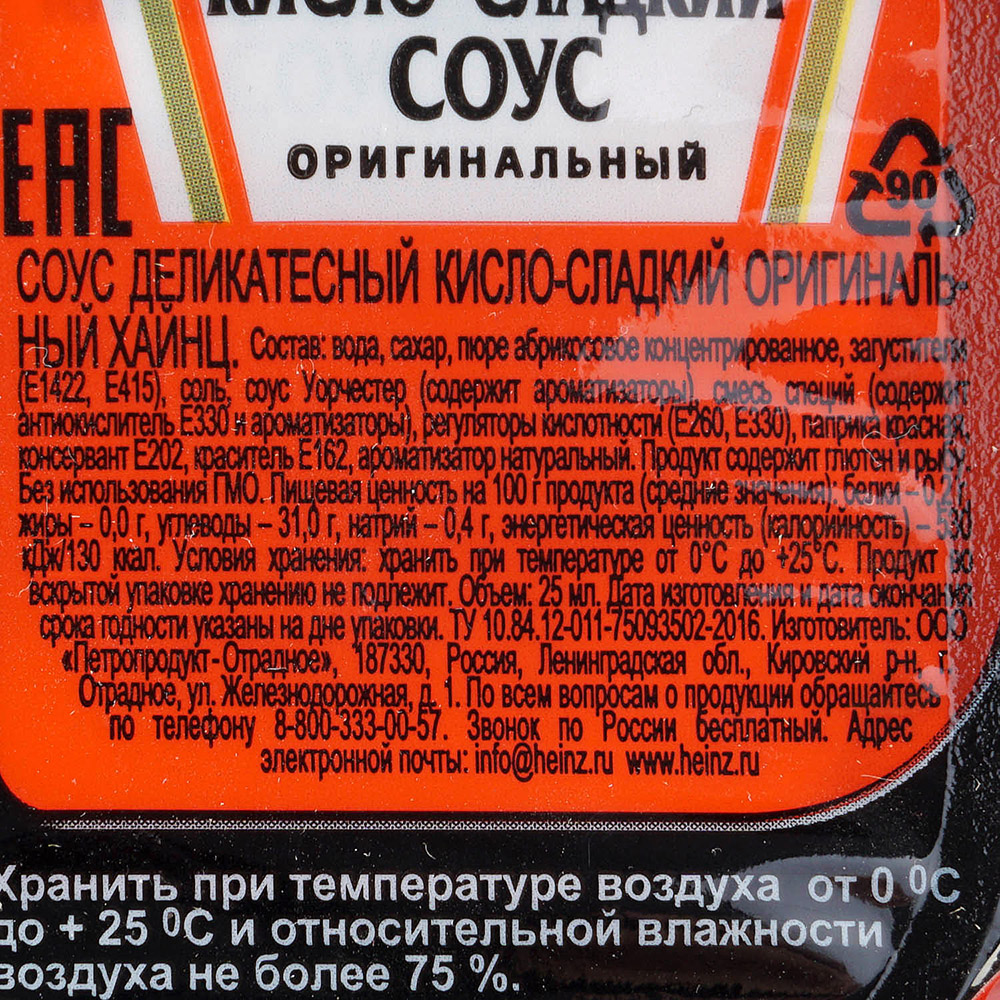 КИСЛО-СЛАДКИЙ
СОУС
ОРИГИНАЛЬНЫЙ
ЕАС
90
СОУС ДЕЛИКАТЕСНЫЙ КИСЛО-СЛАДКИЙ ОРИГИНАЛЬ-
НЫЙ ХАЙНЦ. Состав: вода, сахар, пюре абрикосовое концентрированное, загустители
(Е1422, Е415), соль, соус Уорчестер (содержит ароматизаторы), смесь специй (содержит
антиокислитель Е330 и ароматизаторы), регуляторы кислотности (Е260, Е330), паприка красная,
консервант Е202, краситель Е162, ароматизатор натуральный. Продукт содержит глютен и рыбу.
Без использования ГМО. Пищевая ценность на 100 г продукта (средние значения): белки –
жиры – 0,0 г, углеводы – 31,0 г, натрий – 0,4 г, энергетическая ценность (калорийность) –
кДж/130 ккал. Условия хранения: хранить при температуре от 0°С до +25°С. Продукт во
вскрытой упаковке хранению не подлежит. Объем: 25 мл. Дата изготовления и дата окончания
срока годности указаны на дне упаковки. ТУ 10.84.12-011-75093502-2016. Изготовитель: ООО
«Петропродукт-Отрадное», 187330, Россия, Ленинградская обл., Кировский р-н, г.
Отрадное, ул. Железнодорожная, д. 1. По всем вопросам о продукции обращайтесь
по телефону 8-800-333-00-57. Звонок по России бесплатный. Адрес
электронной почты: info@heinz.ru www.heinz.ru
Хранить при температуре воздуха от 0 ⁰С
до + 25 ⁰С и относительной влажности
воздуха не более 75 %.